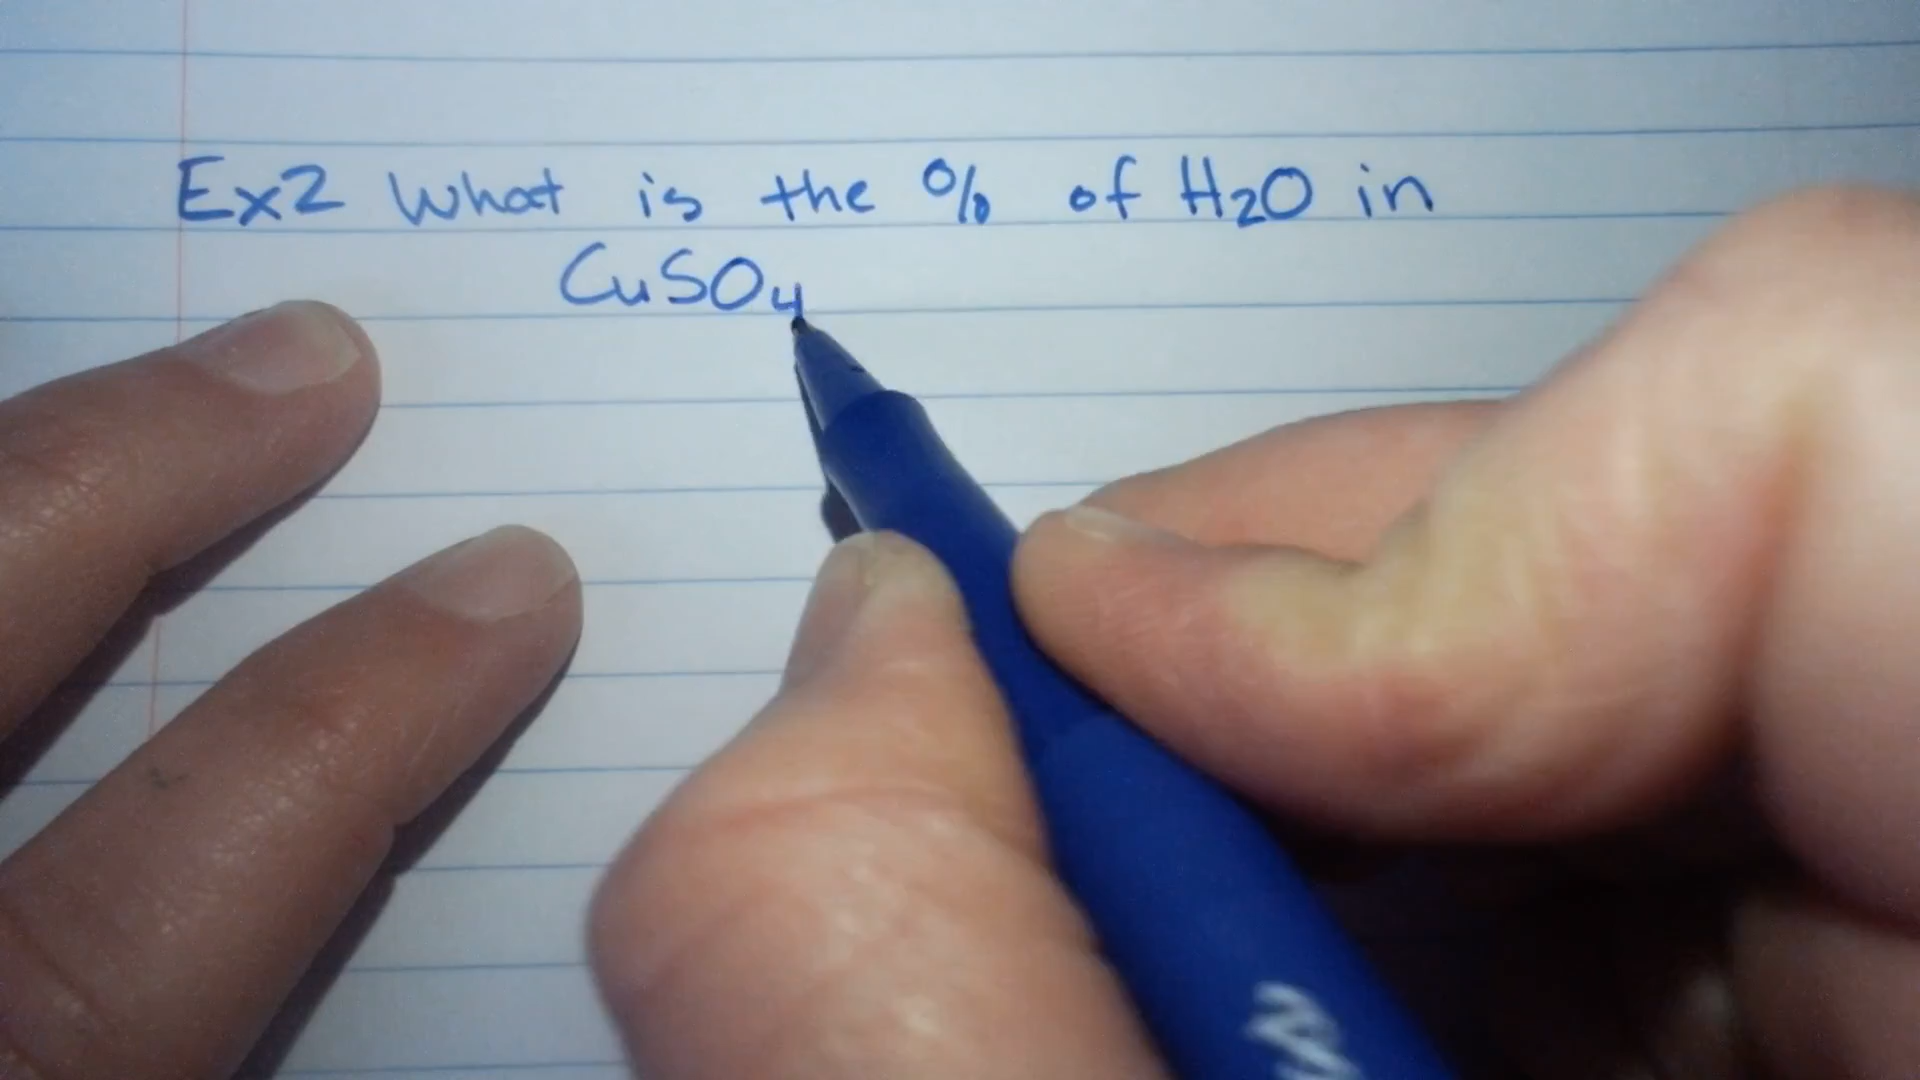 Ex2 What is the % of H2O in
CuSO4